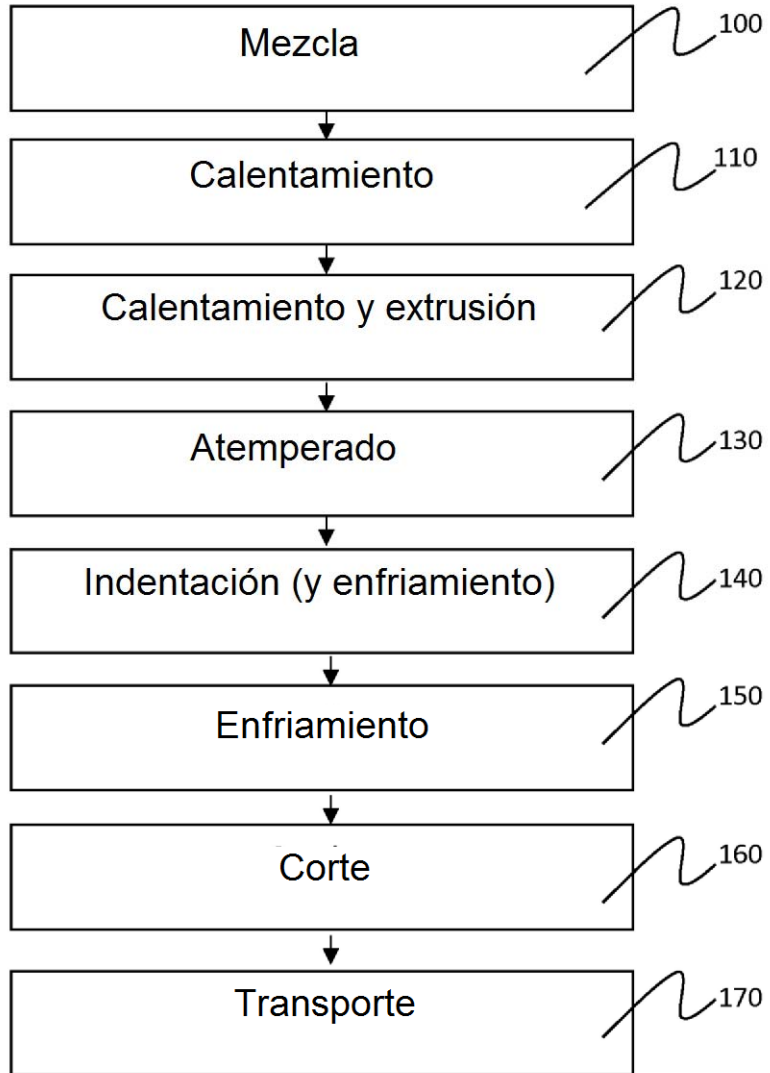 Mezcla
100
Calentamiento
110
Calentamiento y extrusión
120
Atemperado
130
Indentación (y enfriamiento)
140
Enfriamiento
150
Corte
160
Transporte
170